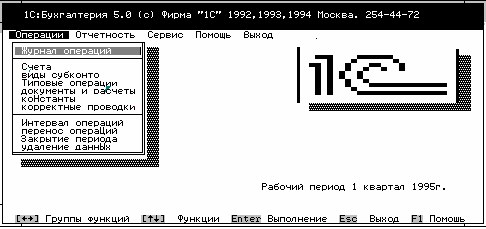 1С:Бухгалтерия 5.0 (с) Фирма "1С" 1992,1993,1994 Москва. 254-44-72
Операции Отчетность Сервис Помощь Выход
Журнал операций
Счета
виды субконто
Типовые операции
документы и расчеты
коНстанты
корректные проводки
Интервал операций
перенос операЦий
Закрытие периода
удаление даннЫх
1С
Рабочий период 1 квартал 1995г.
[↔] Группы функций [↑↓] Функции Enter Выполнение Esc Выход F1 Помощь